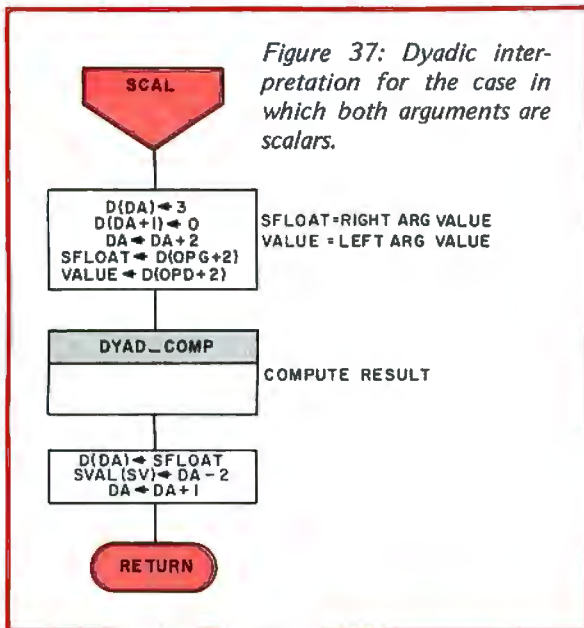 Figure 37: Dyadic inter-
pretation for the case in
which both arguments are
scalars.
SCAL
D(DA)←3
D(DA+1)←0
DA←DA+2
SFLOAT←D(OPG+2)
VALUE←D(OPD+2)
SFLOAT=RIGHT ARG VALUE
VALUE = LEFT ARG VALUE
DYAD_COMP
COMPUTE RESULT
D(DA)←SFLOAT
SVAL(SV)←DA-2
DA←DA+1
RETURN